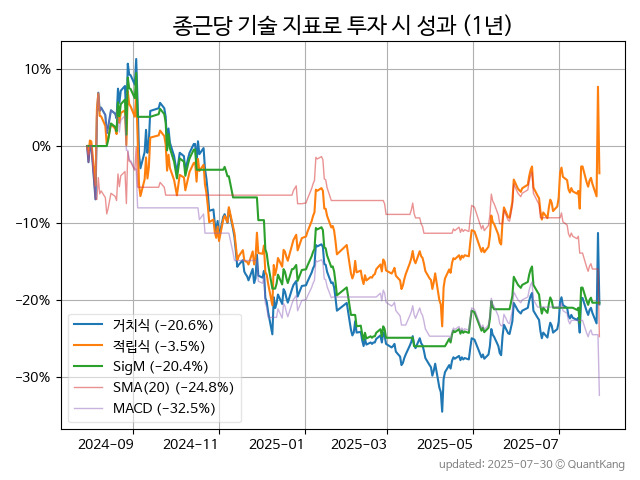 종근당 기술 지표로 투자 시 성과 (1년)
10%
0%
−10%
−20%
−30%
거치식 (−20.6%)
적립식 (−3.5%)
SigM (−20.4%)
SMA(20) (−24.8%)
MACD (−32.5%)
2024-09
2024-11
2025-01
2025-03
2025-05
2025-07
updated: 2025-07-30 © QuantKang